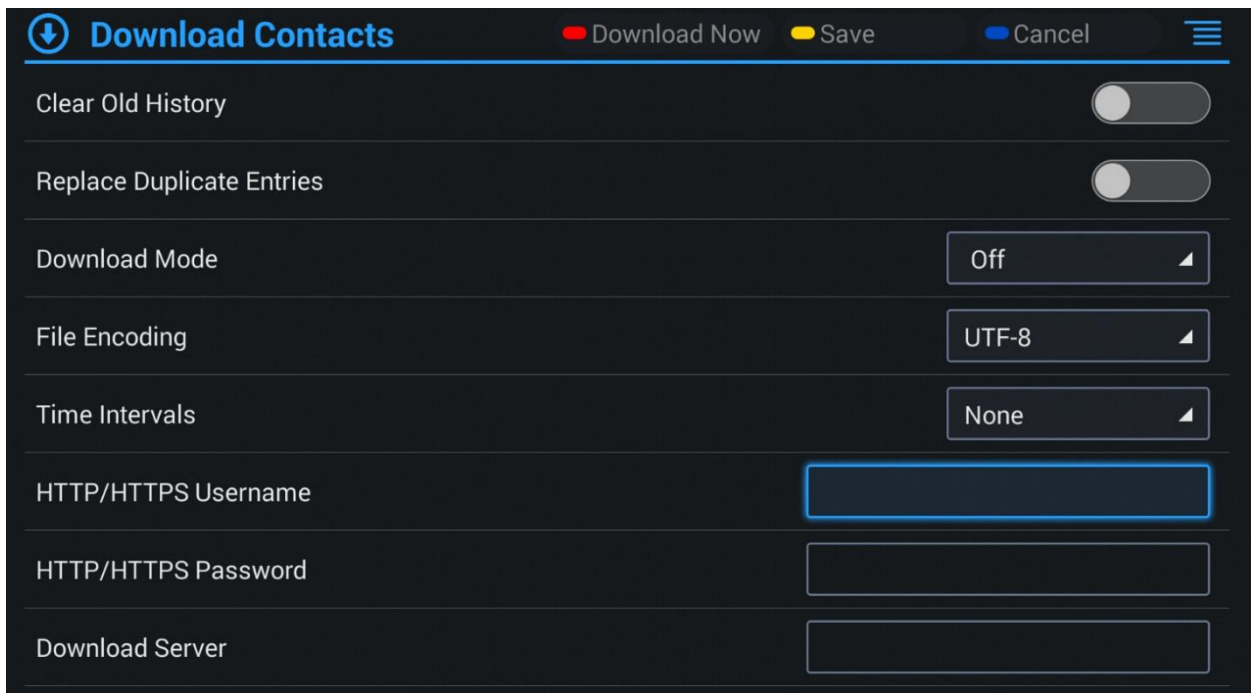 Download Contacts Download Now Save Cancel
Clear Old History
Replace Duplicate Entries
Download Mode Off
File Encoding UTF-8
Time Intervals None
HTTP/HTTPS Username
HTTP/HTTPS Password
Download Server